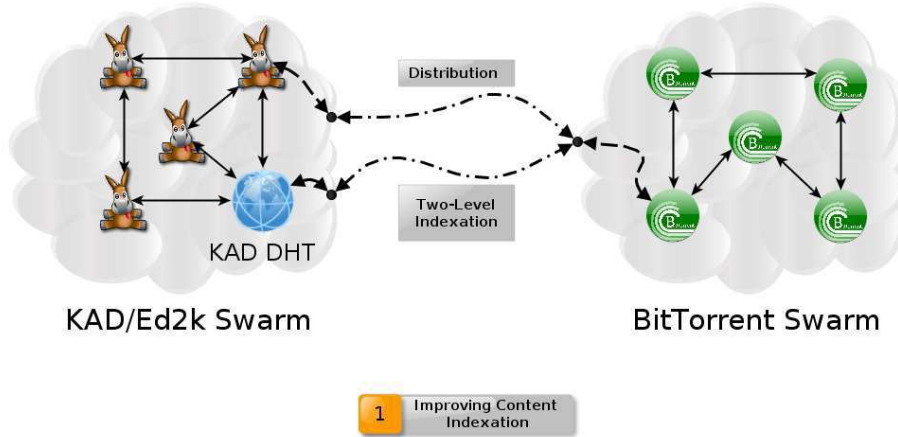 Distribution
Two-Level
Indexation
KAD DHT
KAD/Ed2k Swarm
BitTorrent Swarm
1
Improving Content
Indexation